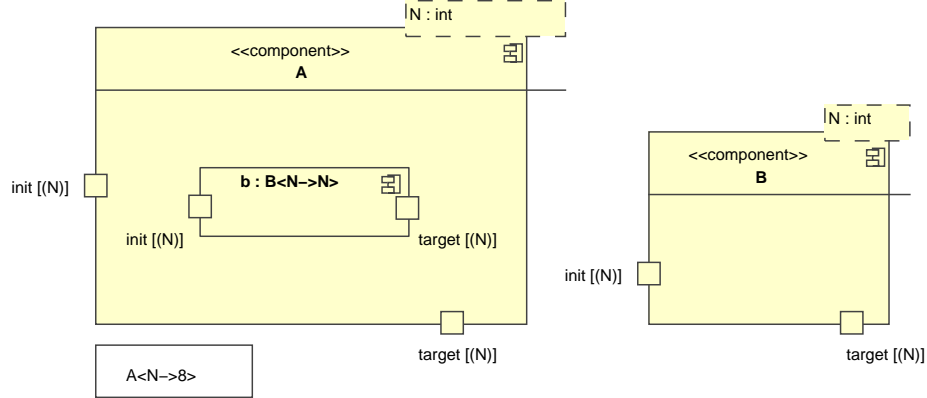 N : int
<<component>>
A
init [(N)]
b : B<N−>N>
init [(N)]
target [(N)]
target [(N)]
A<N−>8>
N : int
<<component>>
B
init [(N)]
target [(N)]